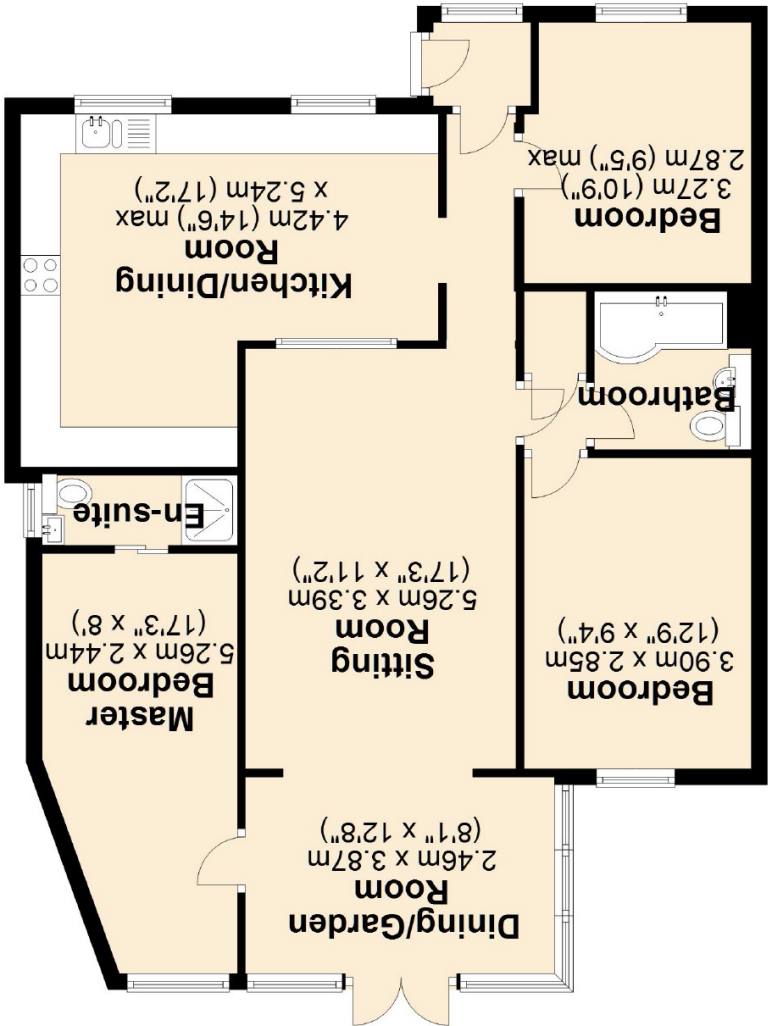 Dining/Garden
Room
2.46m x 3.87m
(8'1" x 12'8")
Bedroom
3.90m x 2.85m
(12'9" x 9'4")
Sitting
Room
5.26m x 3.39m
(17'3" x 11'2")
Master
Bedroom
5.26m x 2.44m
(17'3" x 8')
En-suite
Bathroom
Kitchen/Dining
Room
4.42m (14'6") max
x 5.24m (17'2")
Bedroom
3.27m (10'9")
2.87m (9'5") max